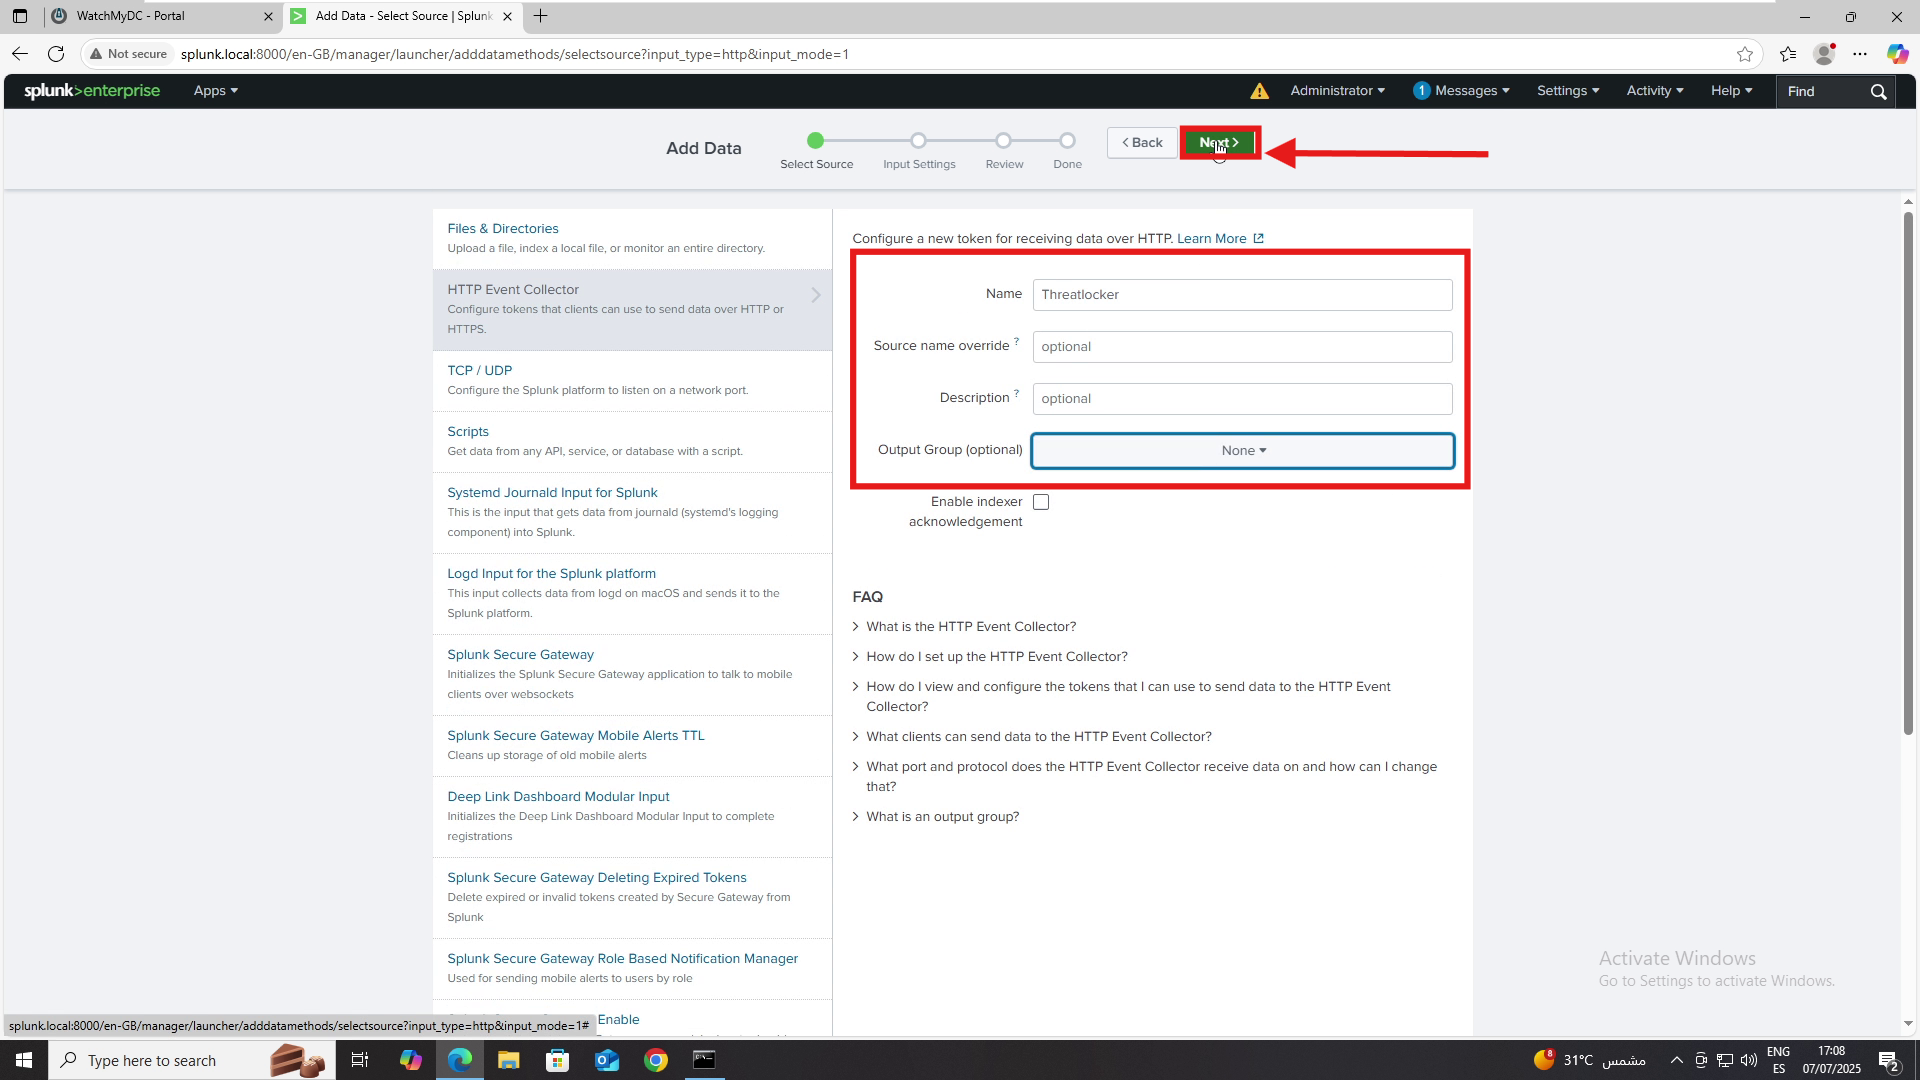 WatchMyDC - Portal
Add Data - Select Source | Splunk
Not secure
splunk.local:8000/en-GB/manager/launcher/adddatamethods/selectsource?input_type=http&input_mode=1
splunk>enterprise
Apps
Administrator
1 Messages
Settings
Activity
Help
Find
Add Data
Select Source
Input Settings
Review
Done
Back
Next
Files & Directories
Upload a file, index a local file, or monitor an entire directory.
HTTP Event Collector
Configure tokens that clients can use to send data over HTTP or
HTTPS.
TCP / UDP
Configure the Splunk platform to listen on a network port.
Scripts
Get data from any API, service, or database with a script.
Systemd Journald Input for Splunk
This is the input that gets data from journald (systemd's logging
component) into Splunk.
Logd Input for the Splunk platform
This input collects data from logd on macOS and sends it to the
Splunk platform.
Splunk Secure Gateway
Initializes the Splunk Secure Gateway application to talk to mobile
clients over websockets
Splunk Secure Gateway Mobile Alerts TTL
Cleans up storage of old mobile alerts
Deep Link Dashboard Modular Input
Initializes the Deep Link Dashboard Modular Input to complete
registrations
Splunk Secure Gateway Deleting Expired Tokens
Delete expired or invalid tokens created by Secure Gateway from
Splunk
Splunk Secure Gateway Role Based Notification Manager
Used for sending mobile alerts to users by role
Enable
Configure a new token for receiving data over HTTP. Learn More
Name
Threatlocker
Source name override ?
optional
Description ?
optional
Output Group (optional)
None
Enable indexer
acknowledgement
FAQ
What is the HTTP Event Collector?
How do I set up the HTTP Event Collector?
How do I view and configure the tokens that I can use to send data to the HTTP Event
Collector?
What clients can send data to the HTTP Event Collector?
What port and protocol does the HTTP Event Collector receive data on and how can I change
that?
What is an output group?
Activate Windows
Go to Settings to activate Windows.
splunk.local:8000/en-GB/manager/launcher/adddatamethods/selectsource?input_type=http&input_mode=1#
Type here to search
8
31°C مشمس
ENG
ES
17:08
07/07/2025
2